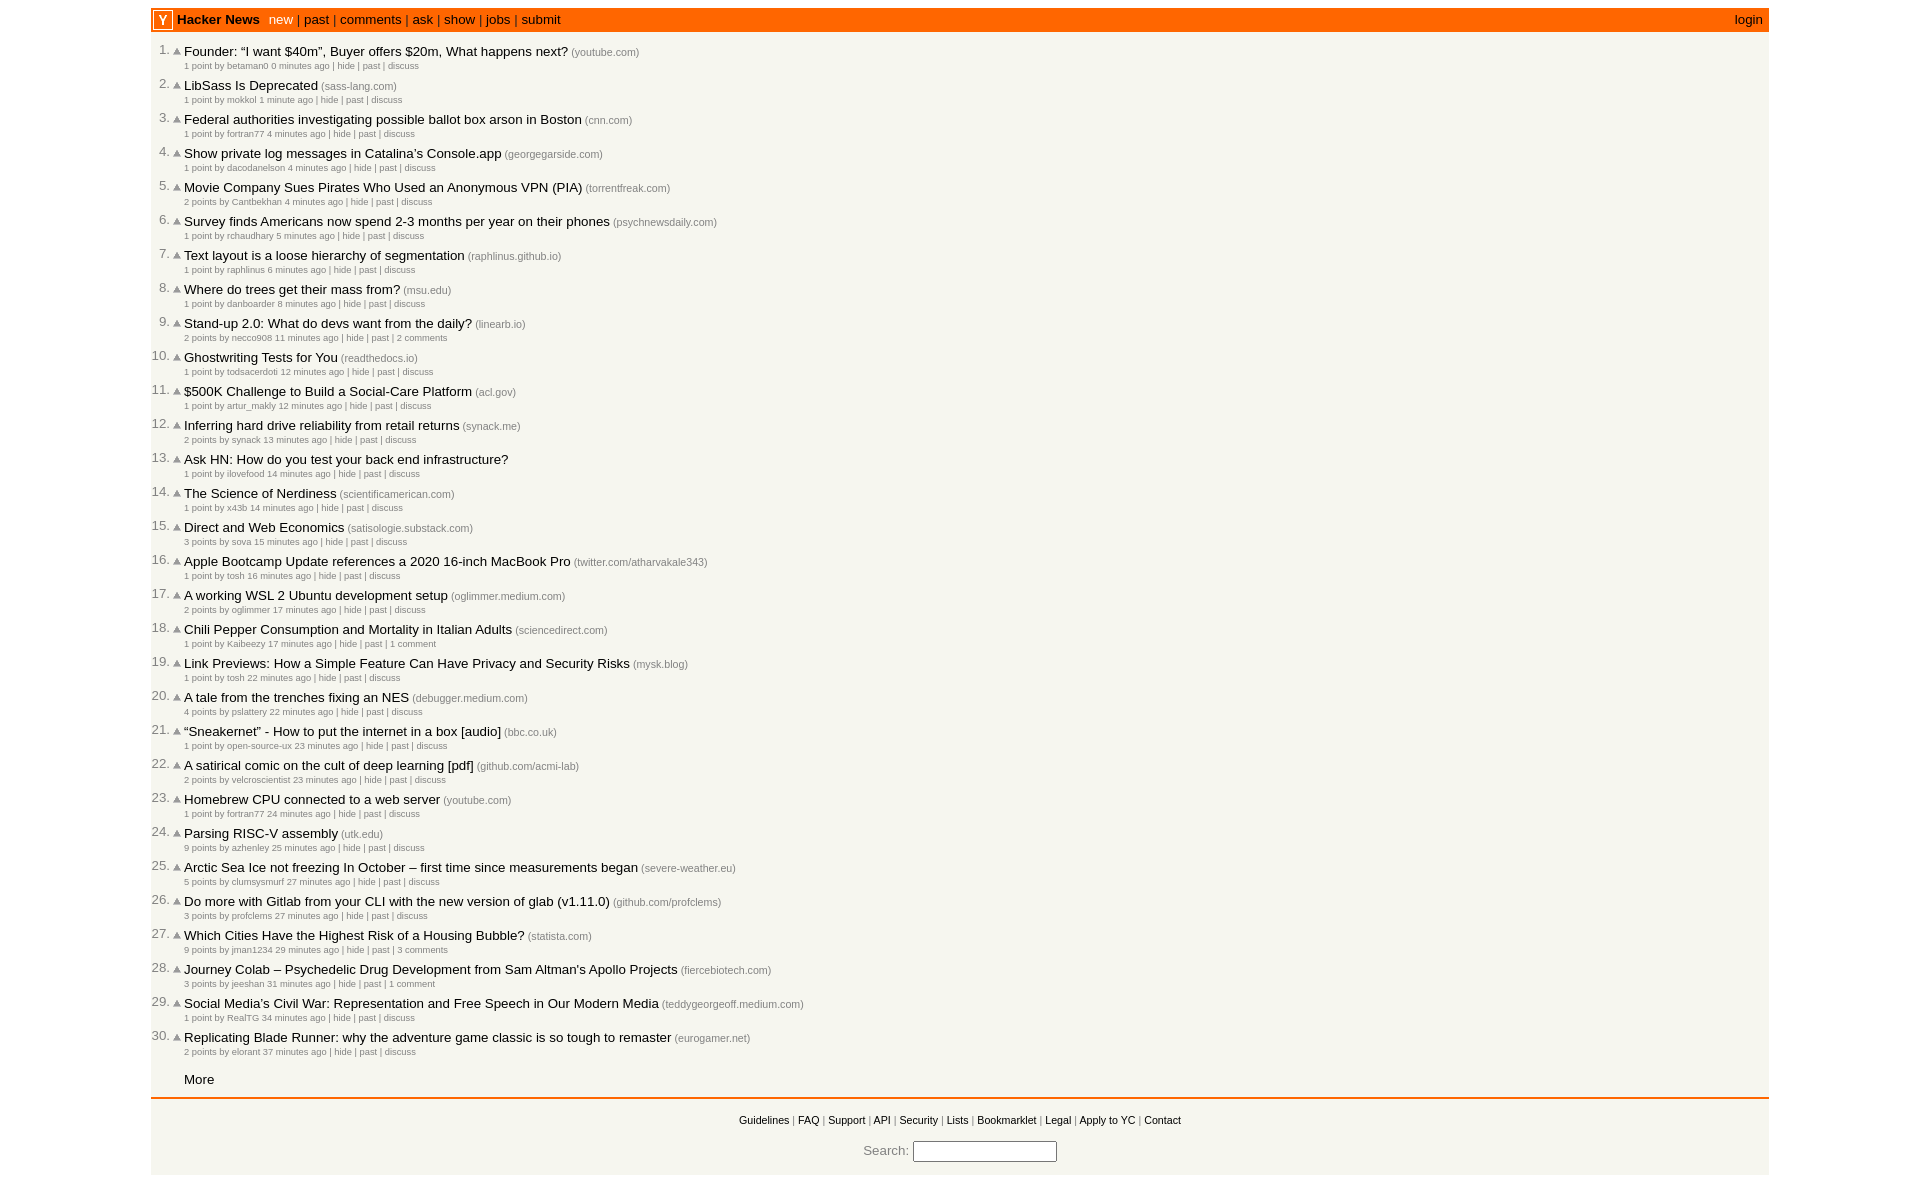 Y Hacker News new | past | comments | ask | show | jobs | submit login
1. Founder: “I want $40m”, Buyer offers $20m, What happens next? (youtube.com)
1 point by betaman0 0 minutes ago | hide | past | discuss
2. LibSass Is Deprecated (sass-lang.com)
1 point by mokkol 1 minute ago | hide | past | discuss
3. Federal authorities investigating possible ballot box arson in Boston (cnn.com)
1 point by fortran77 4 minutes ago | hide | past | discuss
4. Show private log messages in Catalina’s Console.app (georgegarside.com)
1 point by dacodanelson 4 minutes ago | hide | past | discuss
5. Movie Company Sues Pirates Who Used an Anonymous VPN (PIA) (torrentfreak.com)
2 points by Cantbekhan 4 minutes ago | hide | past | discuss
6. Survey finds Americans now spend 2-3 months per year on their phones (psychnewsdaily.com)
1 point by rchaudhary 5 minutes ago | hide | past | discuss
7. Text layout is a loose hierarchy of segmentation (raphlinus.github.io)
1 point by raphlinus 6 minutes ago | hide | past | discuss
8. Where do trees get their mass from? (msu.edu)
1 point by danboarder 8 minutes ago | hide | past | discuss
9. Stand-up 2.0: What do devs want from the daily? (linearb.io)
2 points by necco908 11 minutes ago | hide | past | 2 comments
10. Ghostwriting Tests for You (readthedocs.io)
1 point by todsacerdoti 12 minutes ago | hide | past | discuss
11. $500K Challenge to Build a Social-Care Platform (acl.gov)
1 point by artur_makly 12 minutes ago | hide | past | discuss
12. Inferring hard drive reliability from retail returns (synack.me)
2 points by synack 13 minutes ago | hide | past | discuss
13. Ask HN: How do you test your back end infrastructure?
1 point by ilovefood 14 minutes ago | hide | past | discuss
14. The Science of Nerdiness (scientificamerican.com)
1 point by x43b 14 minutes ago | hide | past | discuss
15. Direct and Web Economics (satisologie.substack.com)
3 points by sova 15 minutes ago | hide | past | discuss
16. Apple Bootcamp Update references a 2020 16-inch MacBook Pro (twitter.com/atharvakale343)
1 point by tosh 16 minutes ago | hide | past | discuss
17. A working WSL 2 Ubuntu development setup (oglimmer.medium.com)
2 points by oglimmer 17 minutes ago | hide | past | discuss
18. Chili Pepper Consumption and Mortality in Italian Adults (sciencedirect.com)
1 point by Kaibeezy 17 minutes ago | hide | past | 1 comment
19. Link Previews: How a Simple Feature Can Have Privacy and Security Risks (mysk.blog)
1 point by tosh 22 minutes ago | hide | past | discuss
20. A tale from the trenches fixing an NES (debugger.medium.com)
4 points by pslattery 22 minutes ago | hide | past | discuss
21. “Sneakernet” - How to put the internet in a box [audio] (bbc.co.uk)
1 point by open-source-ux 23 minutes ago | hide | past | discuss
22. A satirical comic on the cult of deep learning [pdf] (github.com/acmi-lab)
2 points by velcroscientist 23 minutes ago | hide | past | discuss
23. Homebrew CPU connected to a web server (youtube.com)
1 point by fortran77 24 minutes ago | hide | past | discuss
24. Parsing RISC-V assembly (utk.edu)
9 points by azhenley 25 minutes ago | hide | past | discuss
25. Arctic Sea Ice not freezing In October – first time since measurements began (severe-weather.eu)
5 points by clumsysmurf 27 minutes ago | hide | past | discuss
26. Do more with Gitlab from your CLI with the new version of glab (v1.11.0) (github.com/profclems)
3 points by profclems 27 minutes ago | hide | past | discuss
27. Which Cities Have the Highest Risk of a Housing Bubble? (statista.com)
9 points by jman1234 29 minutes ago | hide | past | 3 comments
28. Journey Colab – Psychedelic Drug Development from Sam Altman's Apollo Projects (fiercebiotech.com)
3 points by jeeshan 31 minutes ago | hide | past | 1 comment
29. Social Media’s Civil War: Representation and Free Speech in Our Modern Media (teddygeorgeoff.medium.com)
1 point by RealTG 34 minutes ago | hide | past | discuss
30. Replicating Blade Runner: why the adventure game classic is so tough to remaster (eurogamer.net)
2 points by elorant 37 minutes ago | hide | past | discuss
More
Guidelines | FAQ | Support | API | Security | Lists | Bookmarklet | Legal | Apply to YC | Contact
Search: